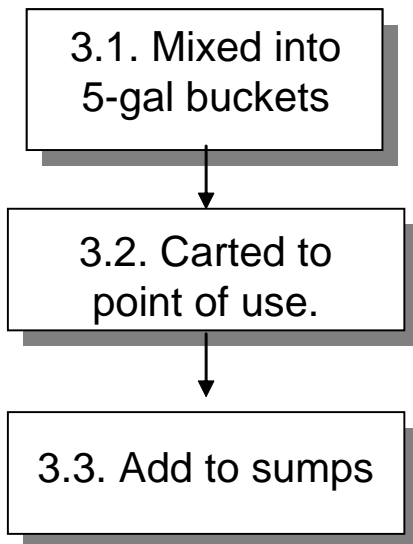 3.1. Mixed into
5-gal buckets
3.2. Carted to
point of use.
3.3. Add to sumps